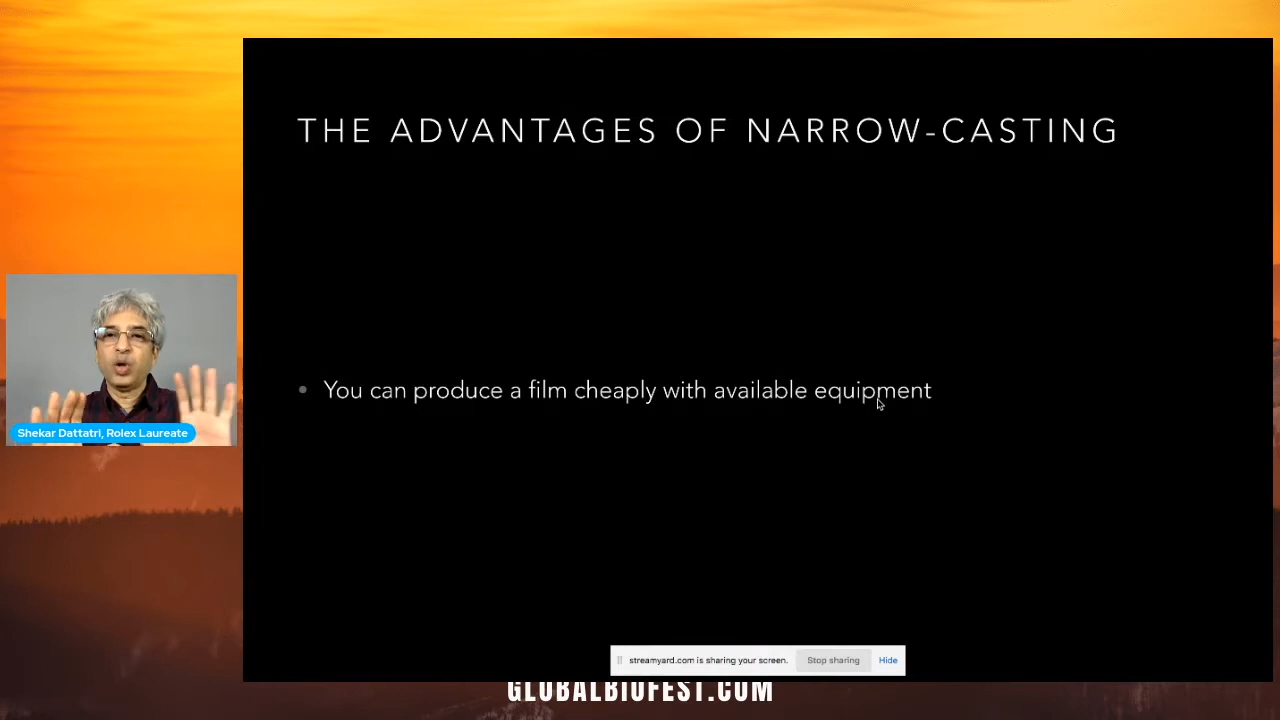 THE ADVANTAGES OF NARROW-CASTING
• You can produce a film cheaply with available equipment
Shekar Dattatri, Rolex Laureate
streamyard.com is sharing your screen. Stop sharing Hide
GLOBALBIOFEST.COM